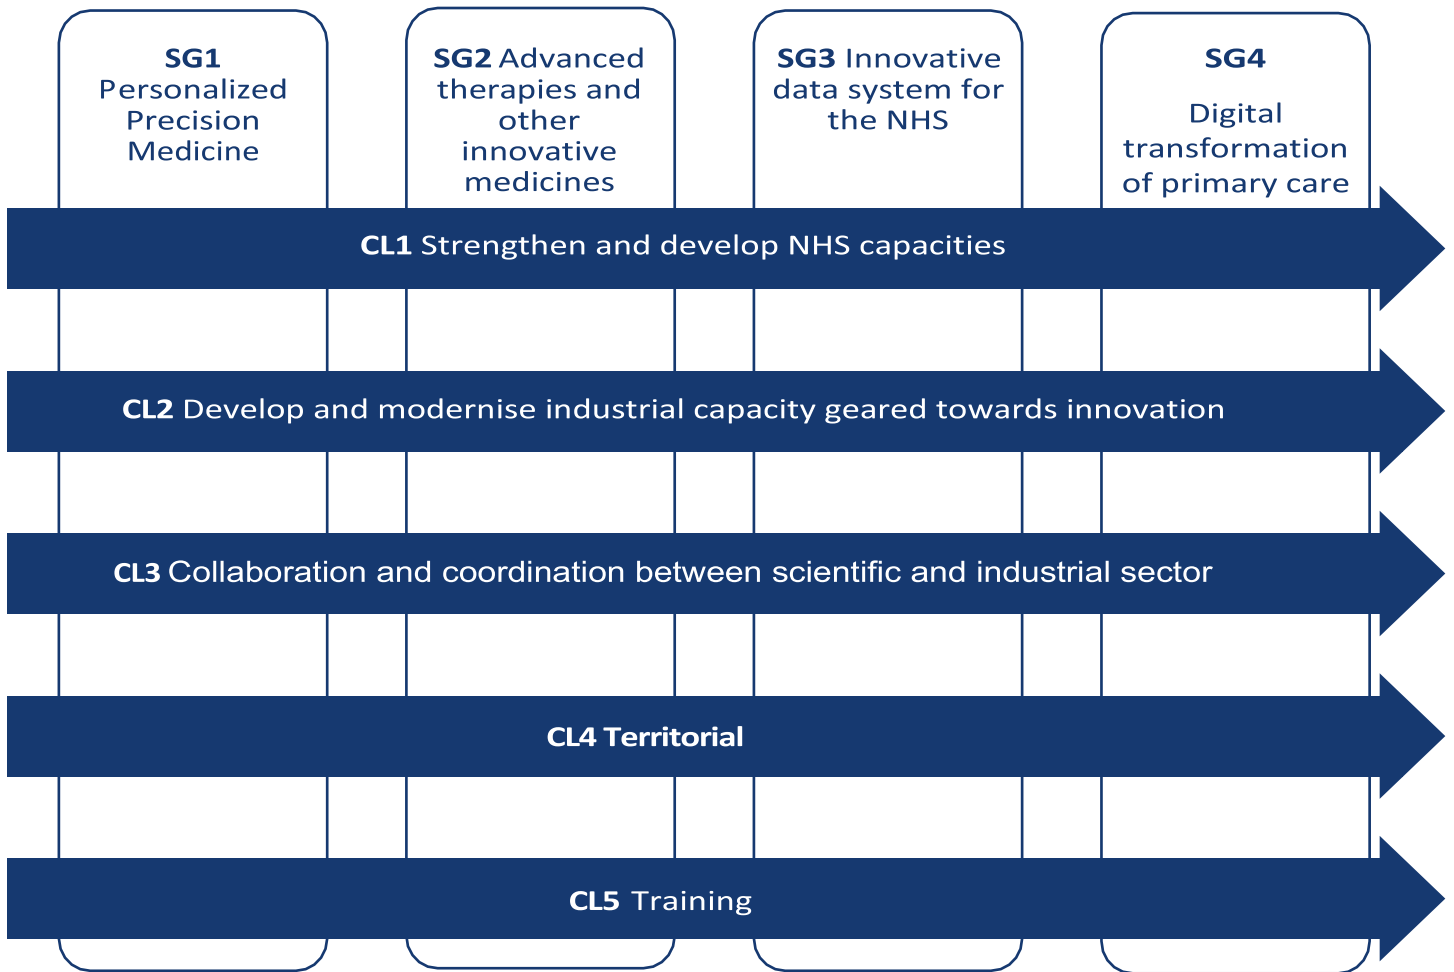 SG1
Personalized
Precision
Medicine
SG2 Advanced
therapies and
other
innovative
medicines
SG3 Innovative
data system for
the NHS
SG4
Digital
transformation
of primary care
CL1 Strengthen and develop NHS capacities
CL2 Develop and modernise industrial capacity geared towards innovation
CL3 Collaboration and coordination between scientific and industrial sector
CL4 Territorial
CL5 Training